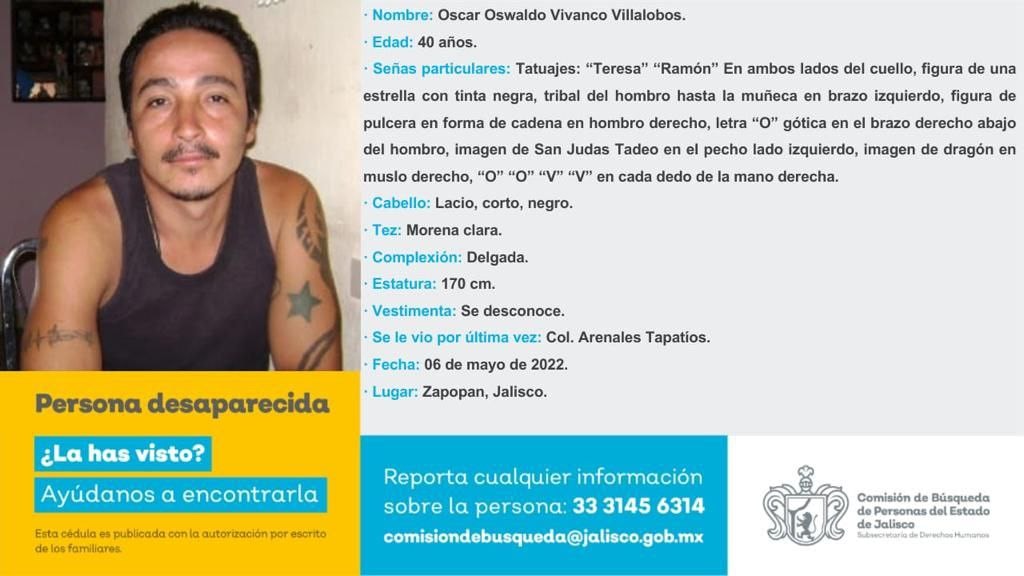 · Nombre: Oscar Oswaldo Vivanco Villalobos.
· Edad: 40 años.
· Señas particulares: Tatuajes: “Teresa” “Ramón” En ambos lados del cuello, figura de una
estrella con tinta negra, tribal del hombro hasta la muñeca en brazo izquierdo, figura de
pulcera en forma de cadena en hombro derecho, letra “O” gótica en el brazo derecho abajo
del hombro, imagen de San Judas Tadeo en el pecho lado izquierdo, imagen de dragón en
muslo derecho, “O” “O” “V” “V” en cada dedo de la mano derecha.
· Cabello: Lacio, corto, negro.
· Tez: Morena clara.
· Complexión: Delgada.
· Estatura: 170 cm.
· Vestimenta: Se desconoce.
· Se le vio por última vez: Col. Arenales Tapatíos.
· Fecha: 06 de mayo de 2022.
· Lugar: Zapopan, Jalisco.
Persona desaparecida
¿La has visto?
Ayúdanos a encontrarla
Esta cédula es publicada con la autorización por escrito
de los familiares.
Reporta cualquier información
sobre la persona: 33 3145 6314
comisiondebusqueda@jalisco.gob.mx
Comisión de Búsqueda
de Personas del Estado
de Jalisco
Subsecretaría de Derechos Humanos